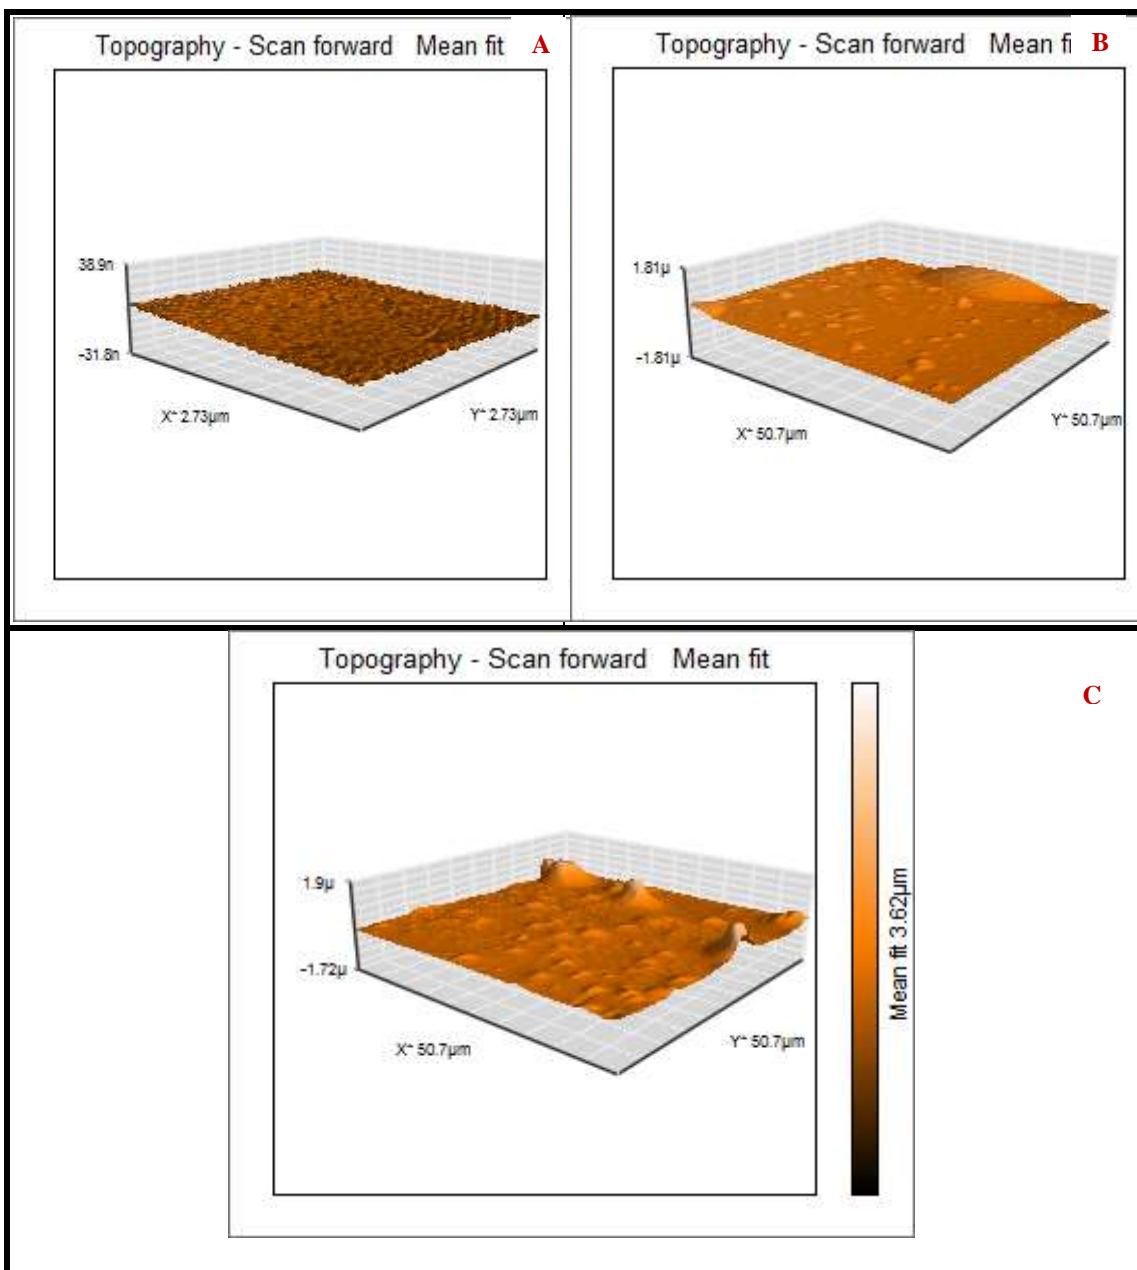 Topography - Scan forward Mean fit A
38.9n
-31.8n
X* 2.73µm
Y* 2.73µm
Topography - Scan forward Mean fi B
1.81µ
-1.81µ
X* 50.7µm
Y* 50.7µm
Topography - Scan forward Mean fit
C
1.9µ
-1.72µ
X* 50.7µm
Y* 50.7µm
Mean fit 3.62µm